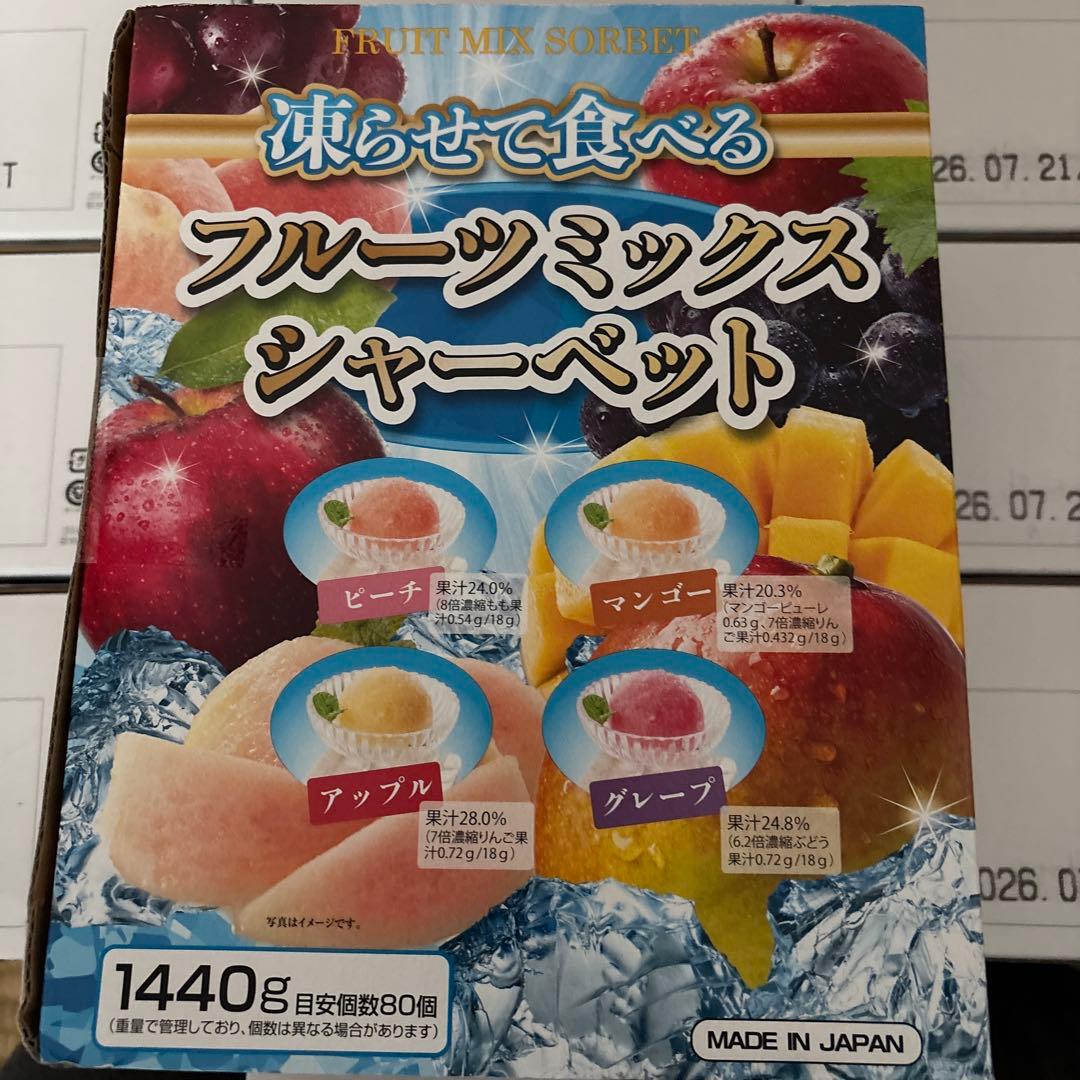 FRUIT MIX SORBET
凍らせて食べる
フルーツミックス
シャーベット
26.07.21
26.07.2
026.0
T
ピーチ
果汁24.0%
(8倍濃縮もも果
汁0.54g/18g)
マンゴー
果汁20.3%
(マンゴーピューレ
0.63g、7倍濃縮りん
ご果汁0.432g/18g)
アップル
果汁28.0%
(7倍濃縮りんご果
汁0.72g/18g)
グレープ
果汁24.8%
(6.2倍濃縮ぶどう
果汁0.72g/18g)
写真はイメージです。
1440g 目安個数80個
(重量で管理しており、個数は異なる場合があります)
MADE IN JAPAN